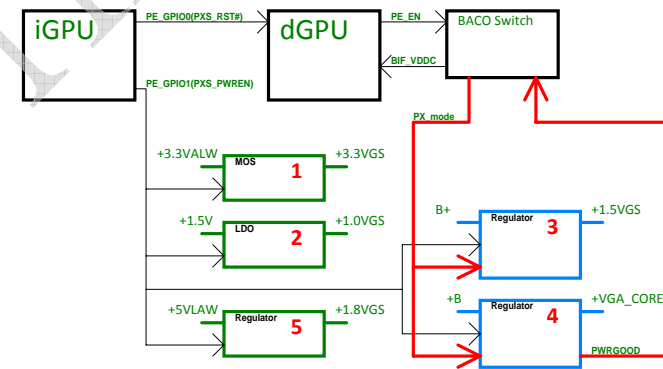 iGPU
PE_GPIO0(PXS_RST#)
dGPU
PE_EN
BACO Switch
BIF_VDDC
PE_GPIO1(PXS_PWREN)
PX_mode
+3.3VALW
MOS
1
+3.3VGS
+1.5V
LDO
2
+1.0VGS
B+
Regulator
3
+1.5VGS
+5VLAW
Regulator
5
+1.8VGS
+B
Regulator
4
+VGA_CORE
PWRGOOD